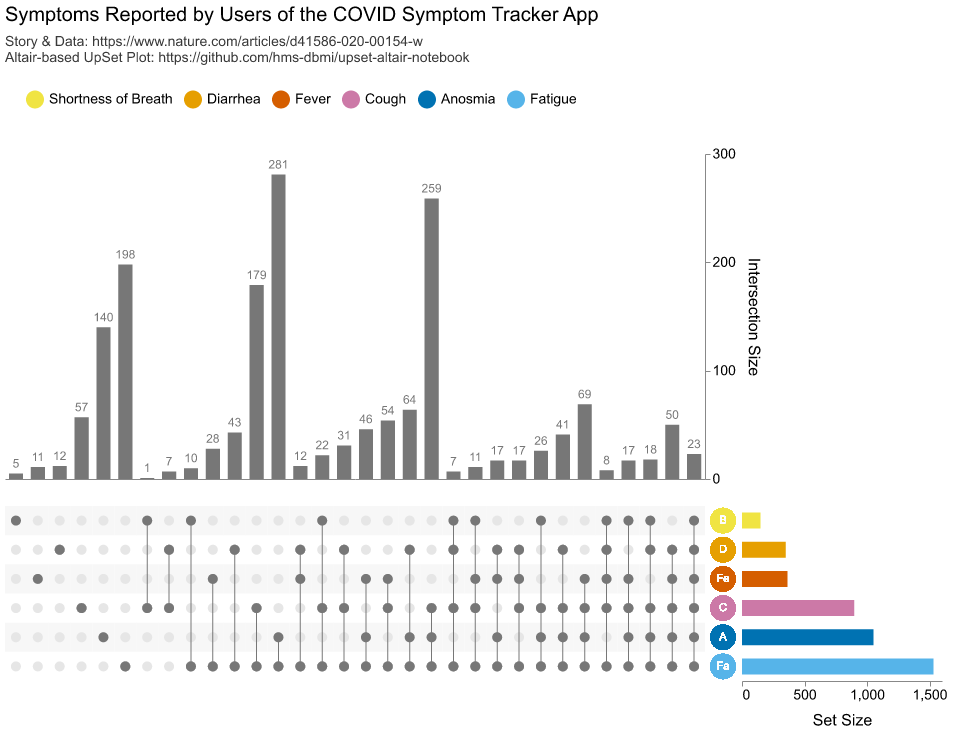 Symptoms Reported by Users of the COVID Symptom Tracker App
Story & Data: https://www.nature.com/articles/d41586-020-00154-w
Altair-based UpSet Plot: https://github.com/hms-dbmi/upset-altair-notebook
Shortness of Breath Diarrhea Fever Cough Anosmia Fatigue
5 11 12 57 140 198 1 7 10 28 43 179 281 12 22 31 46 54 64 259 7 11 17 17 26 41 69 8 17 18 50 23
300
200
100
0
Intersection Size
B
D
Fe
C
A
Fa
0 500 1,000 1,500
Set Size